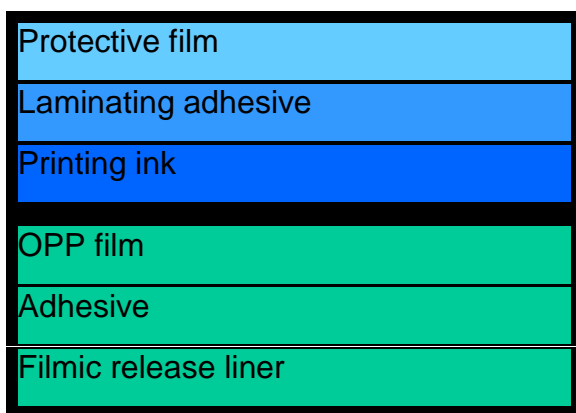 Protective film
Laminating adhesive
Printing ink
OPP film
Adhesive
Filmic release liner